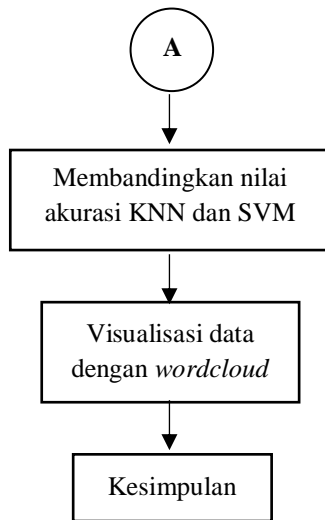 A
Membandingkan nilai
akurasi KNN dan SVM
Visualisasi data
dengan wordcloud
Kesimpulan